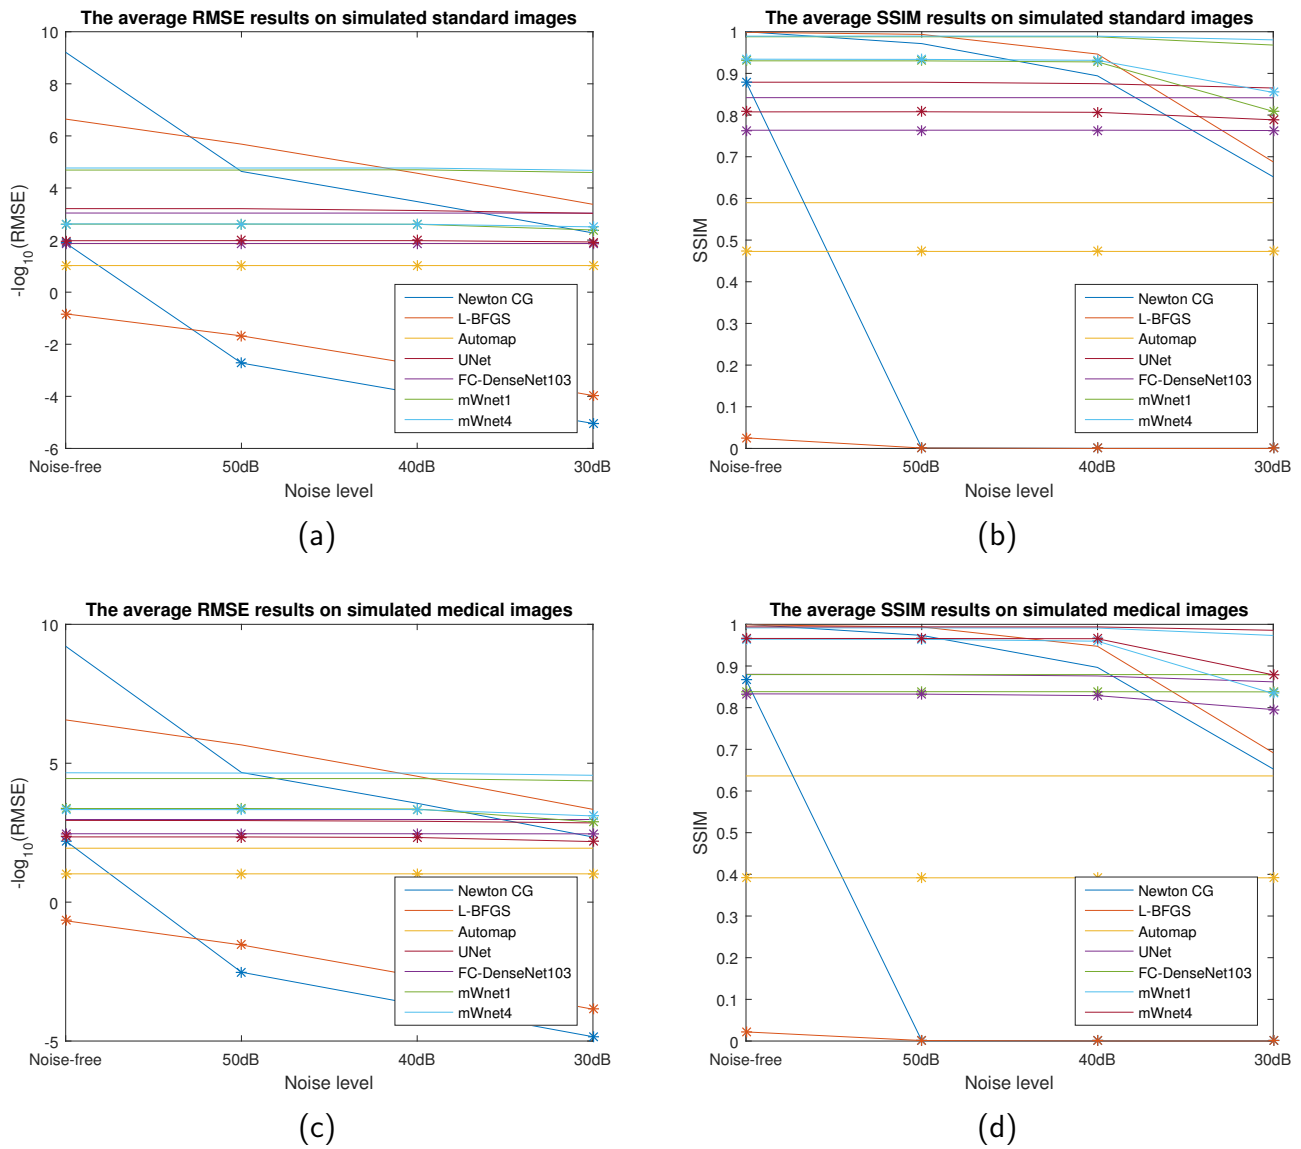 The average RMSE results on simulated standard images
10
8
6
4
2
0
-2
-4
-6
-log10(RMSE)
Noise-free 50dB 40dB 30dB
Noise level
Newton CG
L-BFGS
Automap
UNet
FC-DenseNet103
mWnet1
mWnet4
(a)
The average SSIM results on simulated standard images
1
0.9
0.8
0.7
0.6
0.5
0.4
0.3
0.2
0.1
0
SSIM
Noise-free 50dB 40dB 30dB
Noise level
Newton CG
L-BFGS
Automap
UNet
FC-DenseNet103
mWnet1
mWnet4
(b)
The average RMSE results on simulated medical images
10
5
0
-5
-log10(RMSE)
Noise-free 50dB 40dB 30dB
Noise level
Newton CG
L-BFGS
Automap
UNet
FC-DenseNet103
mWnet1
mWnet4
(c)
The average SSIM results on simulated medical images
1
0.9
0.8
0.7
0.6
0.5
0.4
0.3
0.2
0.1
0
SSIM
Noise-free 50dB 40dB 30dB
Noise level
Newton CG
L-BFGS
Automap
UNet
FC-DenseNet103
mWnet1
mWnet4
(d)